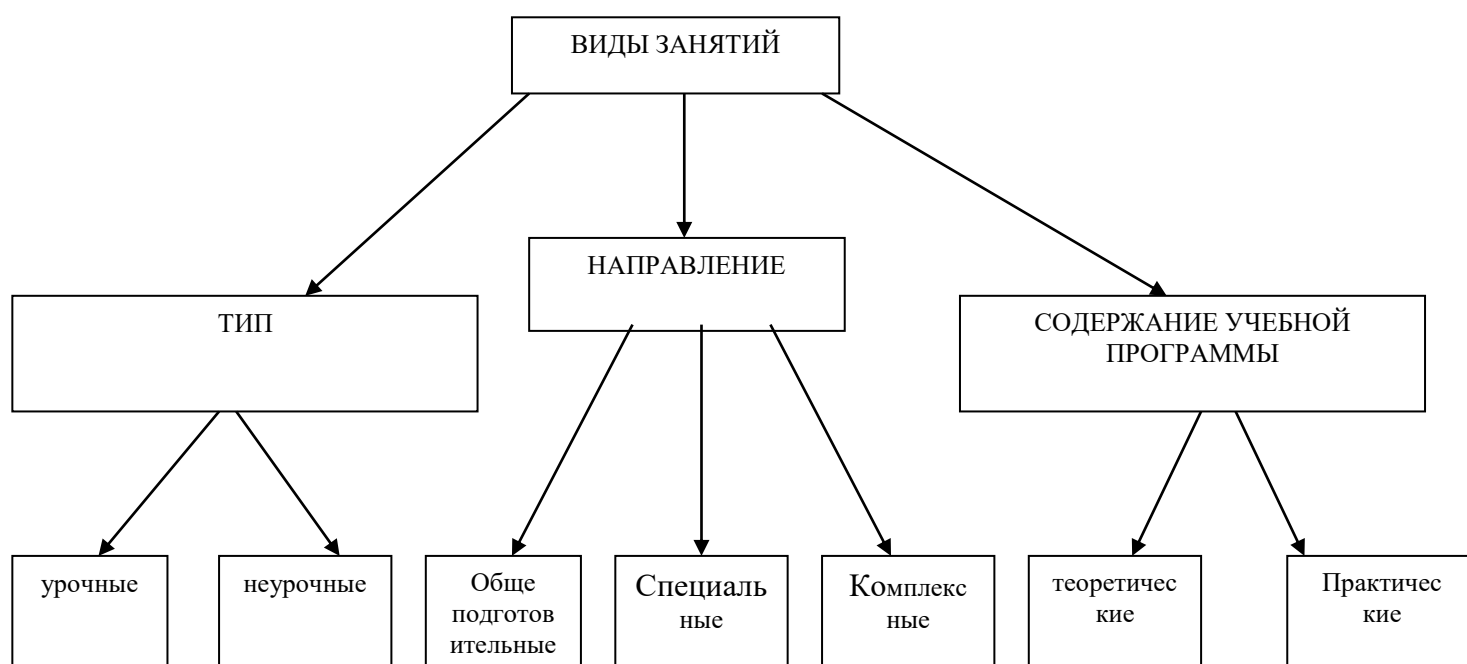 ВИДЫ ЗАНЯТИЙ
НАПРАВЛЕНИЕ
ТИП
СОДЕРЖАНИЕ УЧЕБНОЙ
ПРОГРАММЫ
урочные
неурочные
Обще
подготов
ительные
Специаль
ные
Комплекс
ные
теоретичес
кие
Практичес
кие